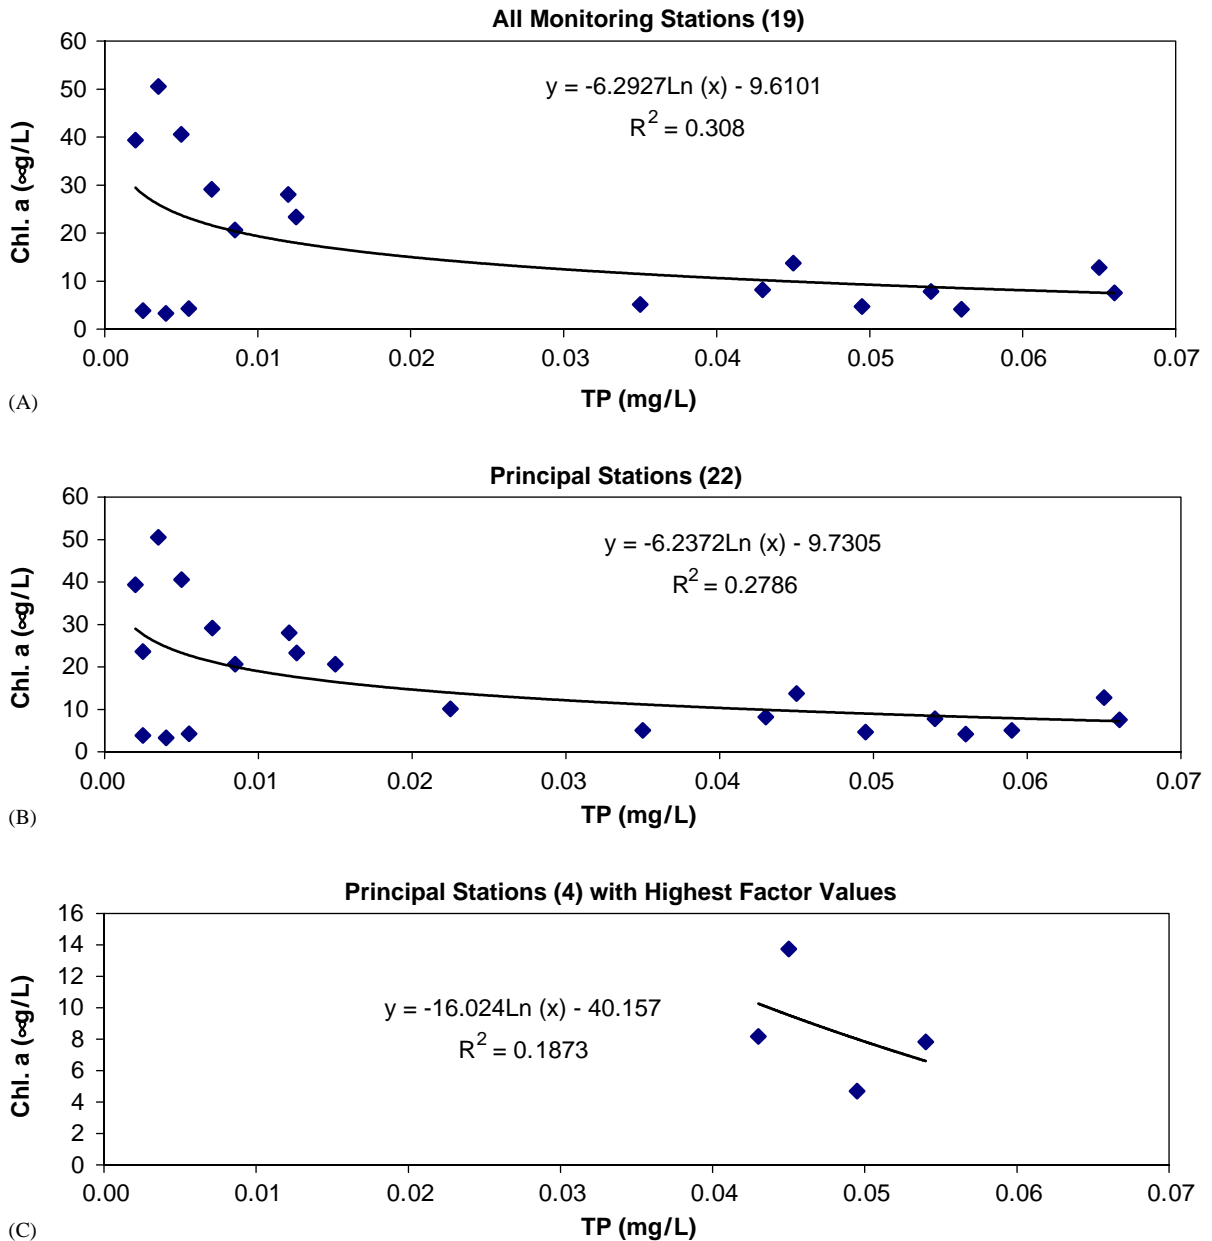 All Monitoring Stations (19)
60
50
40
30
20
10
0
Chl. a (∝g/L)
y = -6.2927Ln (x) - 9.6101
R² = 0.308
0.00 0.01 0.02 0.03 0.04 0.05 0.06 0.07
TP (mg/L)
(A)
Principal Stations (22)
60
50
40
30
20
10
0
Chl. a (∝g/L)
y = -6.2372Ln (x) - 9.7305
R² = 0.2786
0.00 0.01 0.02 0.03 0.04 0.05 0.06 0.07
TP (mg/L)
(B)
Principal Stations (4) with Highest Factor Values
16
14
12
10
8
6
4
2
0
Chl. a (∝g/L)
y = -16.024Ln (x) - 40.157
R² = 0.1873
0.00 0.01 0.02 0.03 0.04 0.05 0.06 0.07
TP (mg/L)
(C)